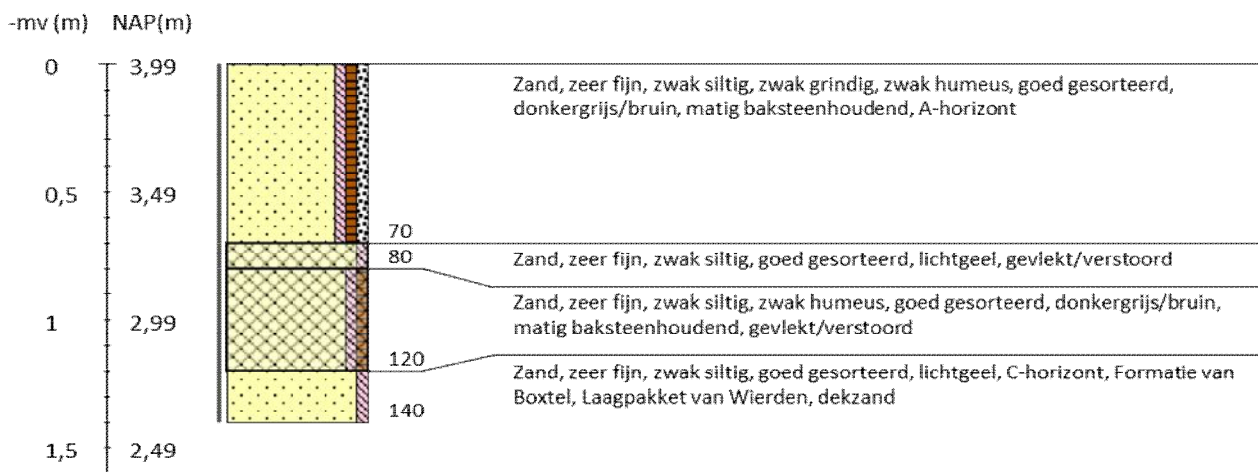 -mv (m) NAP(m)
0 3,99
Zand, zeer fijn, zwak siltig, zwak grindig, zwak humeus, goed gesorteerd,
donkergrijs/bruin, matig baksteenhoudend, A-horizont
0,5 3,49
70
80
Zand, zeer fijn, zwak siltig, goed gesorteerd, lichtgeel, gevlekt/verstoord
Zand, zeer fijn, zwak siltig, zwak humeus, goed gesorteerd, donkergrijs/bruin,
matig baksteenhoudend, gevlekt/verstoord
1 2,99
120
Zand, zeer fijn, zwak siltig, goed gesorteerd, lichtgeel, C-horizont, Formatie van
Boxtel, Laagpakket van Wierden, dekzand
140
1,5 2,49